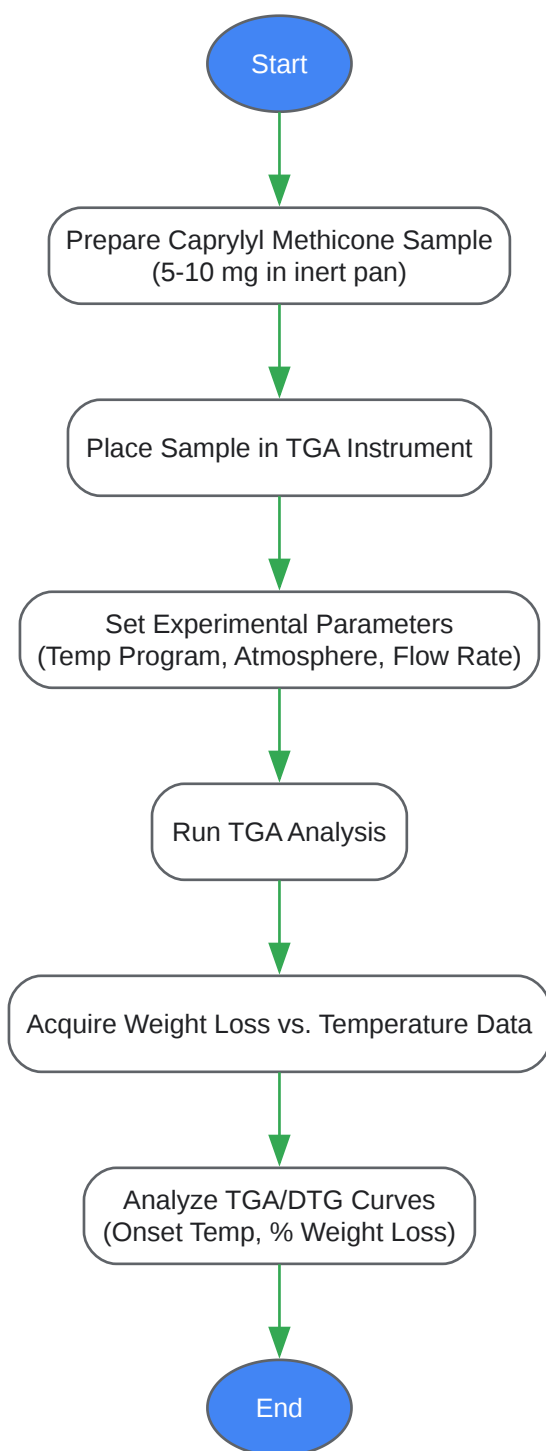 Start
Prepare Caprylyl Methicone Sample
(5-10 mg in inert pan)
Place Sample in TGA Instrument
Set Experimental Parameters
(Temp Program, Atmosphere, Flow Rate)
Run TGA Analysis
Acquire Weight Loss vs. Temperature Data
Analyze TGA/DTG Curves
(Onset Temp, % Weight Loss)
End